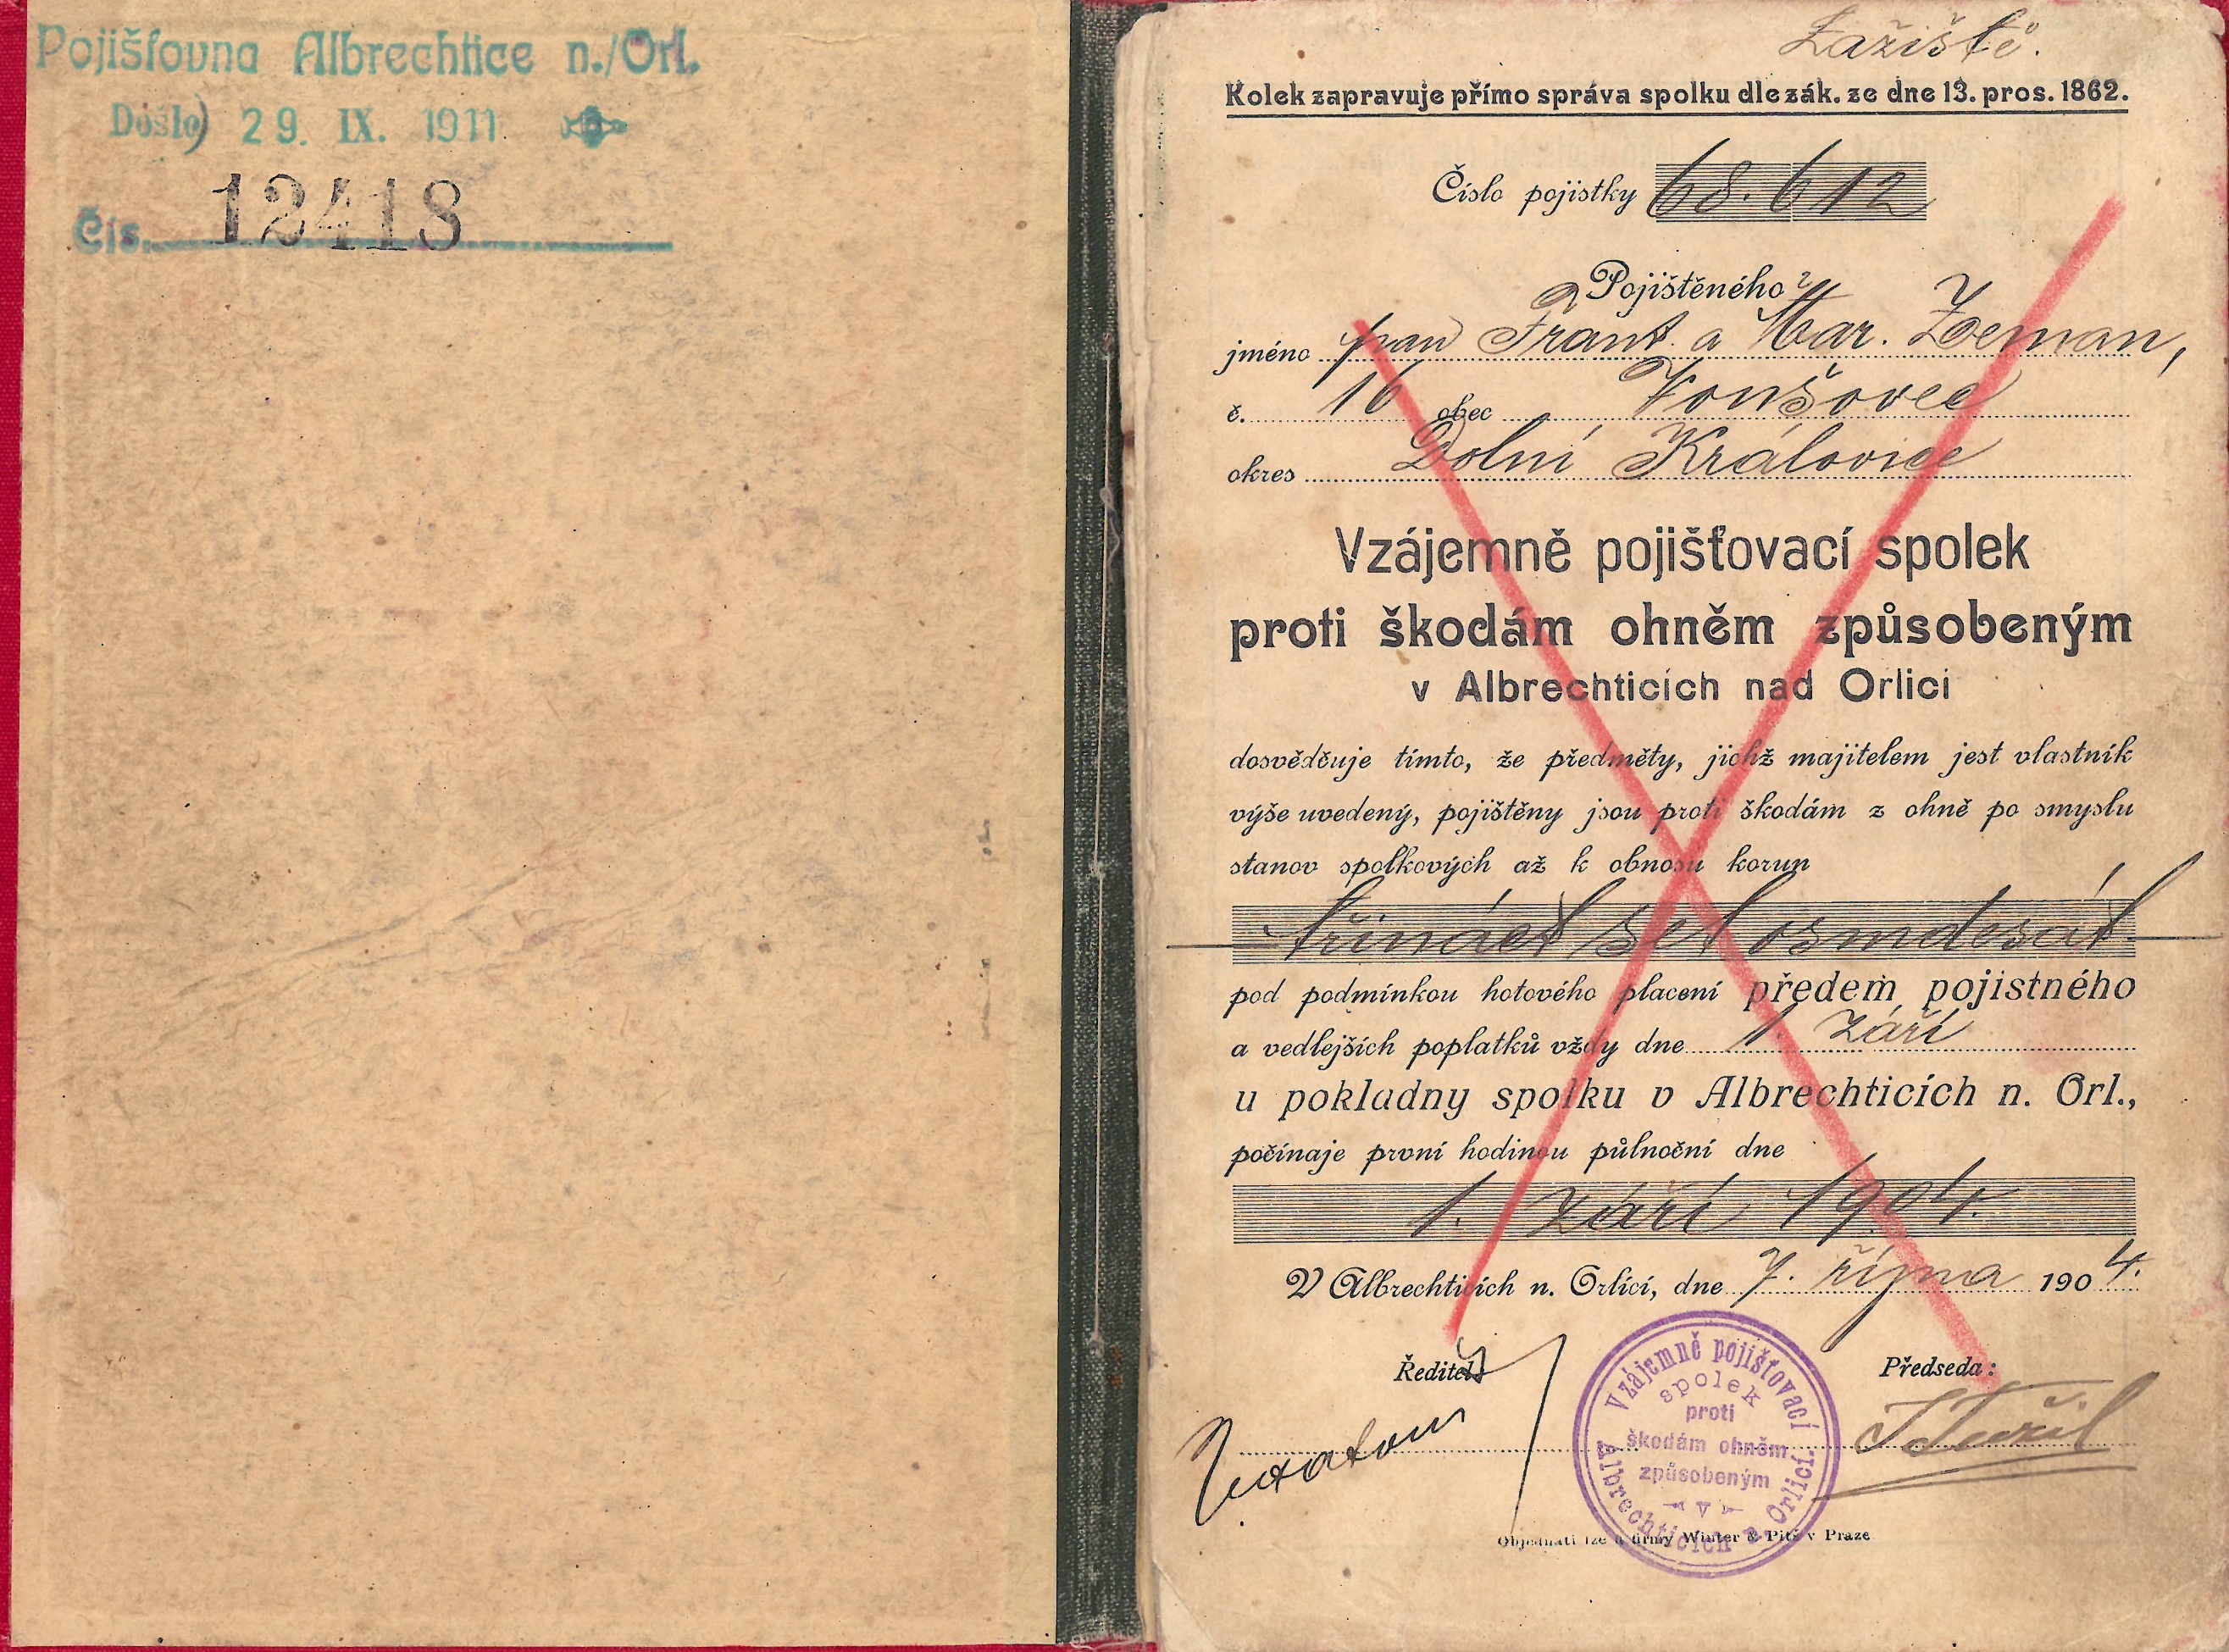 Pojišťovna Albrechtice n./Orl.
Došlo) 29. IX. 1911
Čís. 12418
Zažiště.
Kolek zapravuje přímo správa spolku dle zák. ze dne 13. pros. 1862.
Číslo pojistky 68.612
Pojištěného
jméno pan Frant. a Mar. Zeman,
č. 16 obec Vonšovec
okres Dolní Královice
Vzájemně pojišťovací spolek
proti škodám ohněm způsobeným
v Albrechticích nad Orlicí
dosvědčuje tímto, že předměty, jichž majitelem jest vlastník
výše uvedený, pojištěny jsou proti škodám z ohně po smyslu
stanov spolkových až k obnosu korun
třináct set osmdesát
pod podmínkou hotového placení předem pojistného
a vedlejších poplatků vždy dne 1. září
u pokladny spolku v Albrechticích n. Orl.,
počínaje první hodinou půlnoční dne
1. září 1904.
V Albrechticích n. Orlicí, dne 7. října 1904.
Ředitel
Předseda:
Vzájemně pojišťovací
spolek
proti
škodám ohněm
způsobeným
v
Albrechticích n. Orlicí.
Objednati lze u firmy Winter & Pitř v Praze